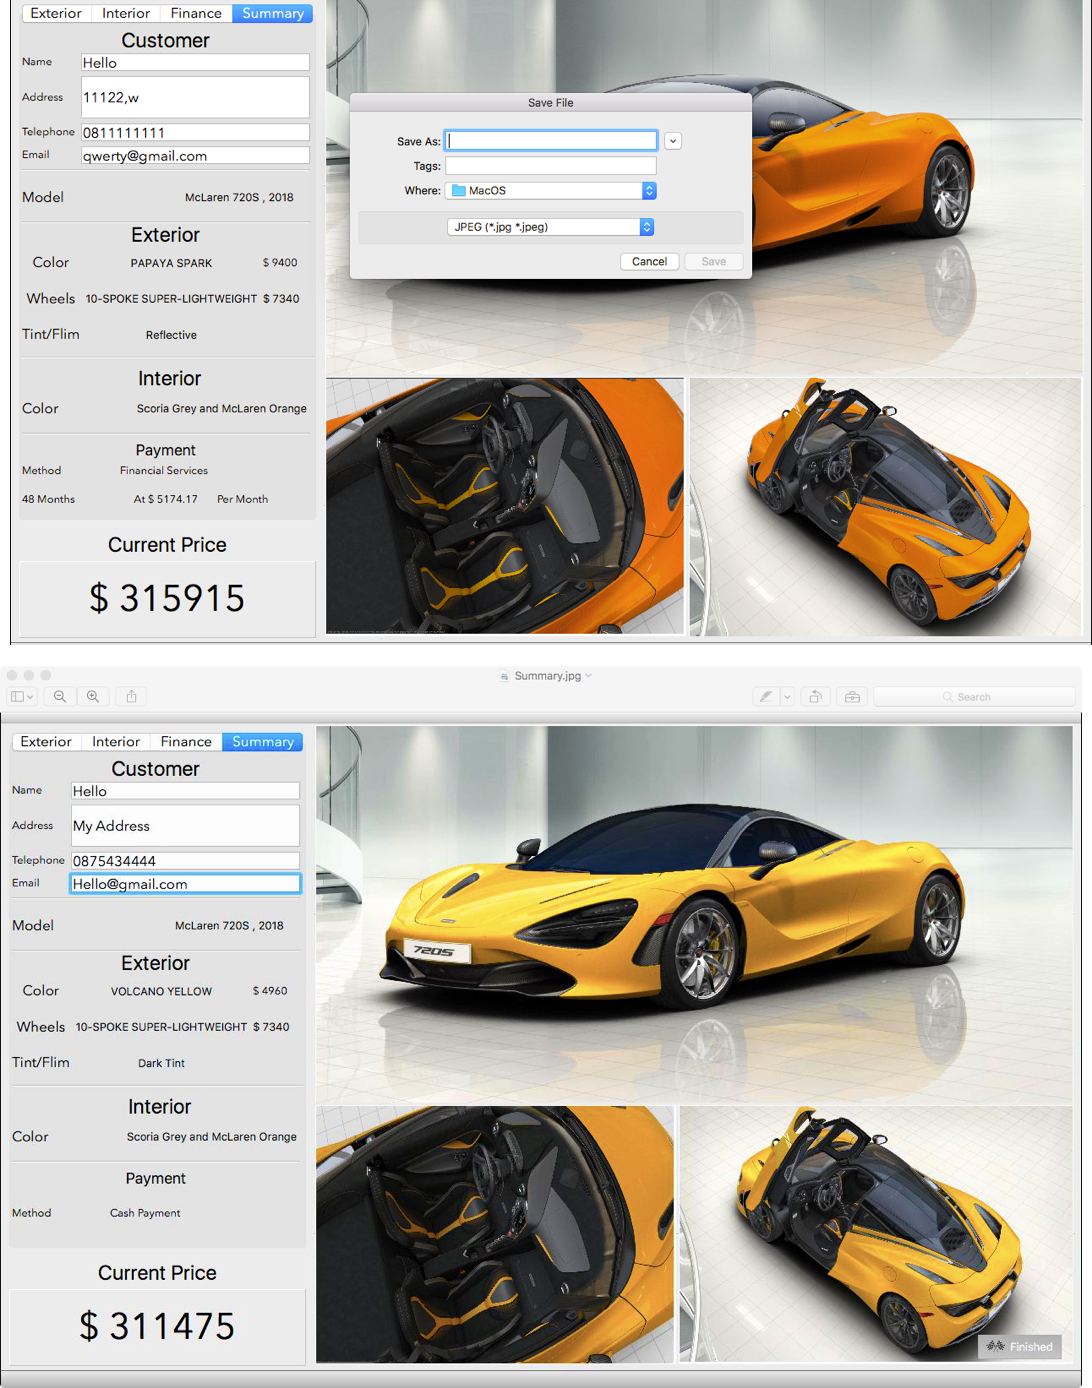 Exterior Interior Finance Summary
Customer
Name Hello
Address 11122,w
Telephone 0811111111
Email qwerty@gmail.com
Model McLaren 720S , 2018
Exterior
Color PAPAYA SPARK $ 9400
Wheels 10-SPOKE SUPER-LIGHTWEIGHT $ 7340
Tint/Flim Reflective
Interior
Color Scoria Grey and McLaren Orange
Payment
Method Financial Services
48 Months At $ 5174.17 Per Month
Current Price
$ 315915
Save File
Save As:
Tags:
Where: MacOS
JPEG (*.jpg *.jpeg)
Cancel Save
Summary.jpg
Search
Exterior Interior Finance Summary
Customer
Name Hello
Address My Address
Telephone 0875434444
Email Hello@gmail.com
Model McLaren 720S , 2018
Exterior
Color VOLCANO YELLOW $ 4960
Wheels 10-SPOKE SUPER-LIGHTWEIGHT $ 7340
Tint/Flim Dark Tint
Interior
Color Scoria Grey and McLaren Orange
Payment
Method Cash Payment
Current Price
$ 311475
720S
Finished